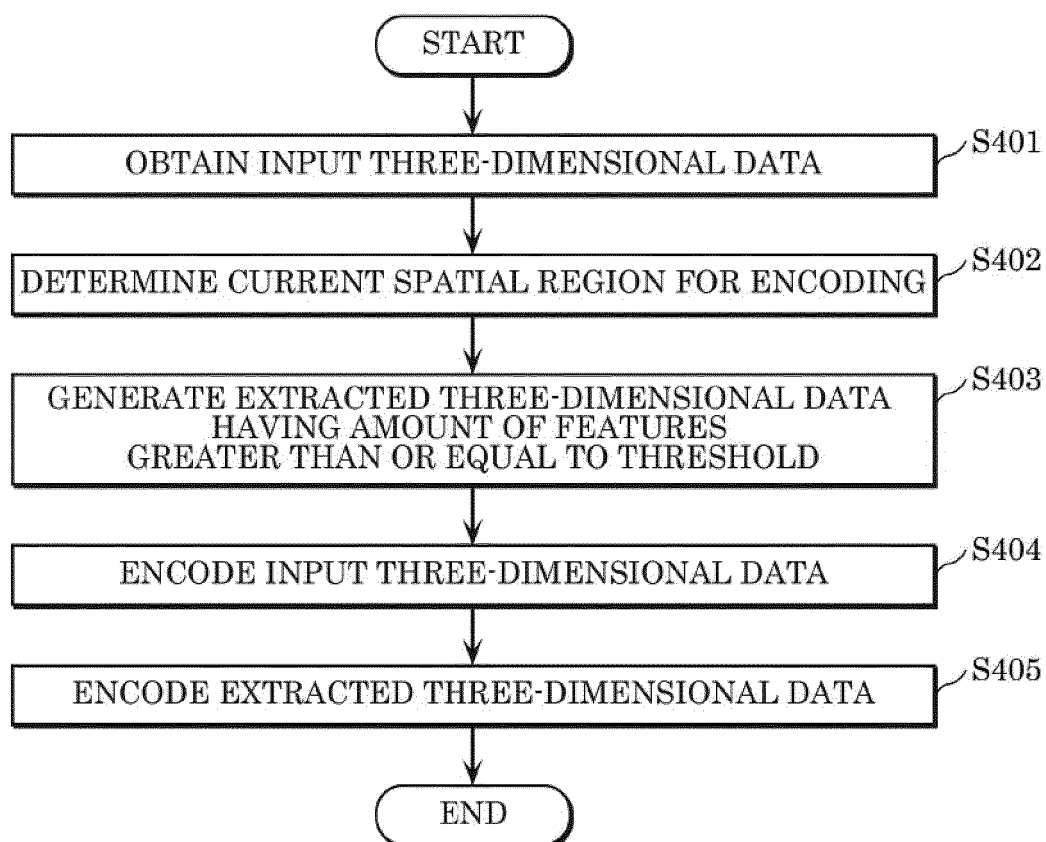 START
OBTAIN INPUT THREE-DIMENSIONAL DATA
S401
DETERMINE CURRENT SPATIAL REGION FOR ENCODING
S402
GENERATE EXTRACTED THREE-DIMENSIONAL DATA
HAVING AMOUNT OF FEATURES
GREATER THAN OR EQUAL TO THRESHOLD
S403
ENCODE INPUT THREE-DIMENSIONAL DATA
S404
ENCODE EXTRACTED THREE-DIMENSIONAL DATA
S405
END